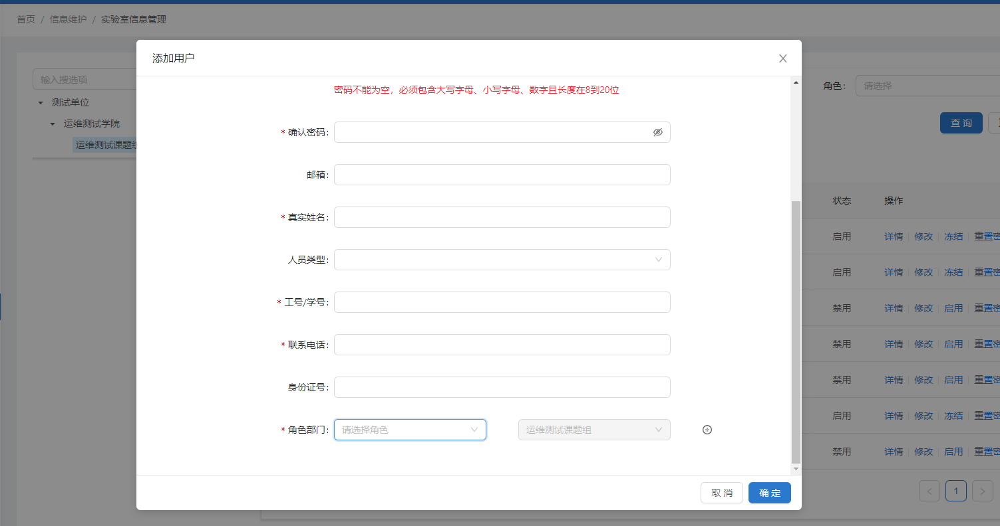 首页 / 信息维护 / 实验室信息管理
添加用户
输入搜选项
测试单位
运维测试学院
运维测试课题组
密码不能为空，必须包含大写字母、小写字母、数字且长度在8到20位
* 确认密码:
邮箱:
* 真实姓名:
人员类型:
* 工号/学号:
* 联系电话:
身份证号:
* 角色部门: 请选择角色 运维测试课题组
取 消 确 定
角色: 请选择
查 询
状态 操作
启用 详情 修改 冻结 重置密
启用 详情 修改 冻结 重置密
禁用 详情 修改 启用 重置密
禁用 详情 修改 启用 重置密
禁用 详情 修改 启用 重置密
启用 详情 修改 冻结 重置密
禁用 详情 修改 启用 重置密
< 1 >